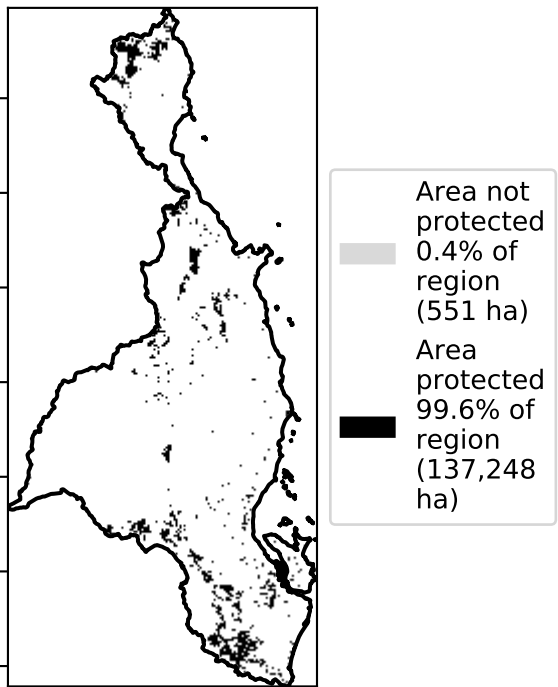 Area not
protected
0.4% of
region
(551 ha)
Area
protected
99.6% of
region
(137,248
ha)